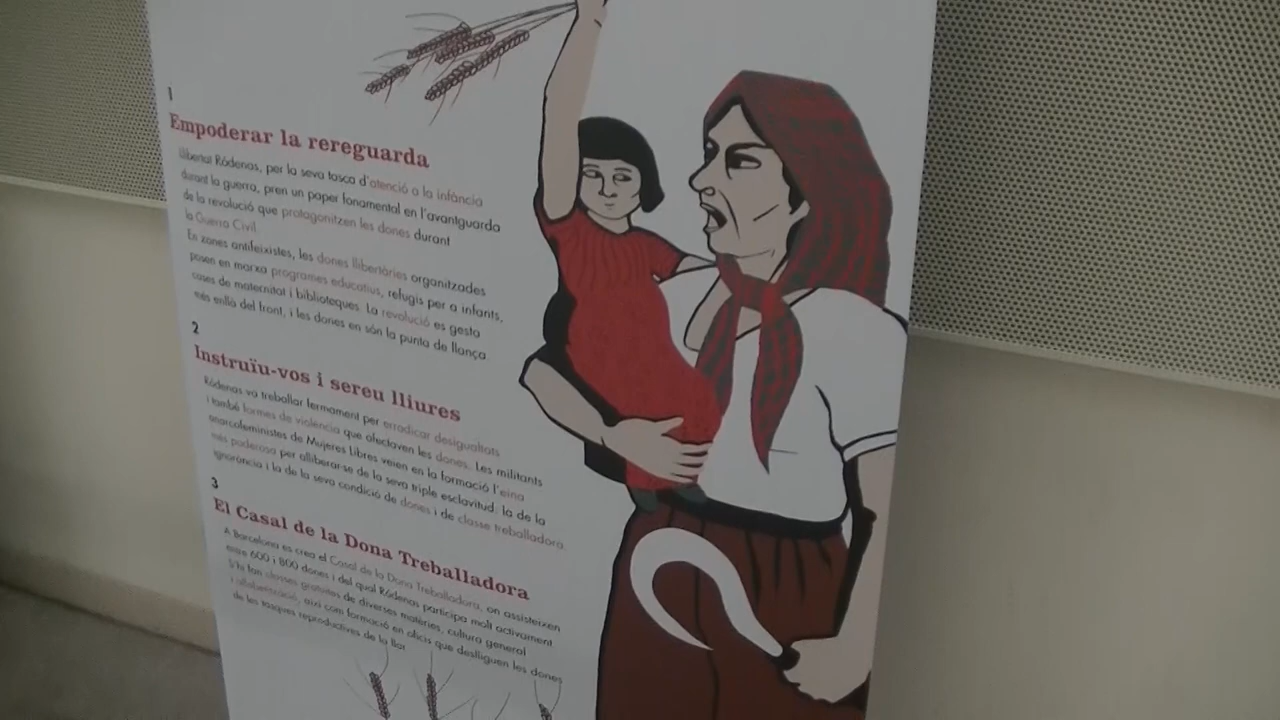 1
Empoderar la rereguarda
Llibertat Ródenas, per la seva tasca d'atenció a la infància
durant la guerra, pren un paper fonamental en l'avantguarda
de la revolució que protagonitzen les dones durant
la Guerra Civil.
En zones antifeixistes, les dones llibertàries organitzades
posen en marxa programes educatius, refugis per a infants,
cases de maternitat i biblioteques. La revolució es gesta
més enllà del front, i les dones en són la punta de llança.
2
Instruïu-vos i sereu lliures
Ródenas va treballar fermament per erradicar desigualtats
i també formes de violència que afectaven les dones. Les militants
anarcofeministes de Mujeres Libres veien en la formació l'eina
més poderosa per alliberar-se de la seva triple esclavitud: la de la
ignorància i la de la seva condició de dones i de classe treballadora.
3
El Casal de la Dona Treballadora
A Barcelona es crea el Casal de la Dona Treballadora, on assisteixen
entre 600 i 800 dones i del qual Ródenas participa molt activament
S'hi fan classes gratuïtes de diverses matèries, cultura general
i alfabetització, així com formació en oficis que deslliguen les dones
de les tasques reproductives de la llar